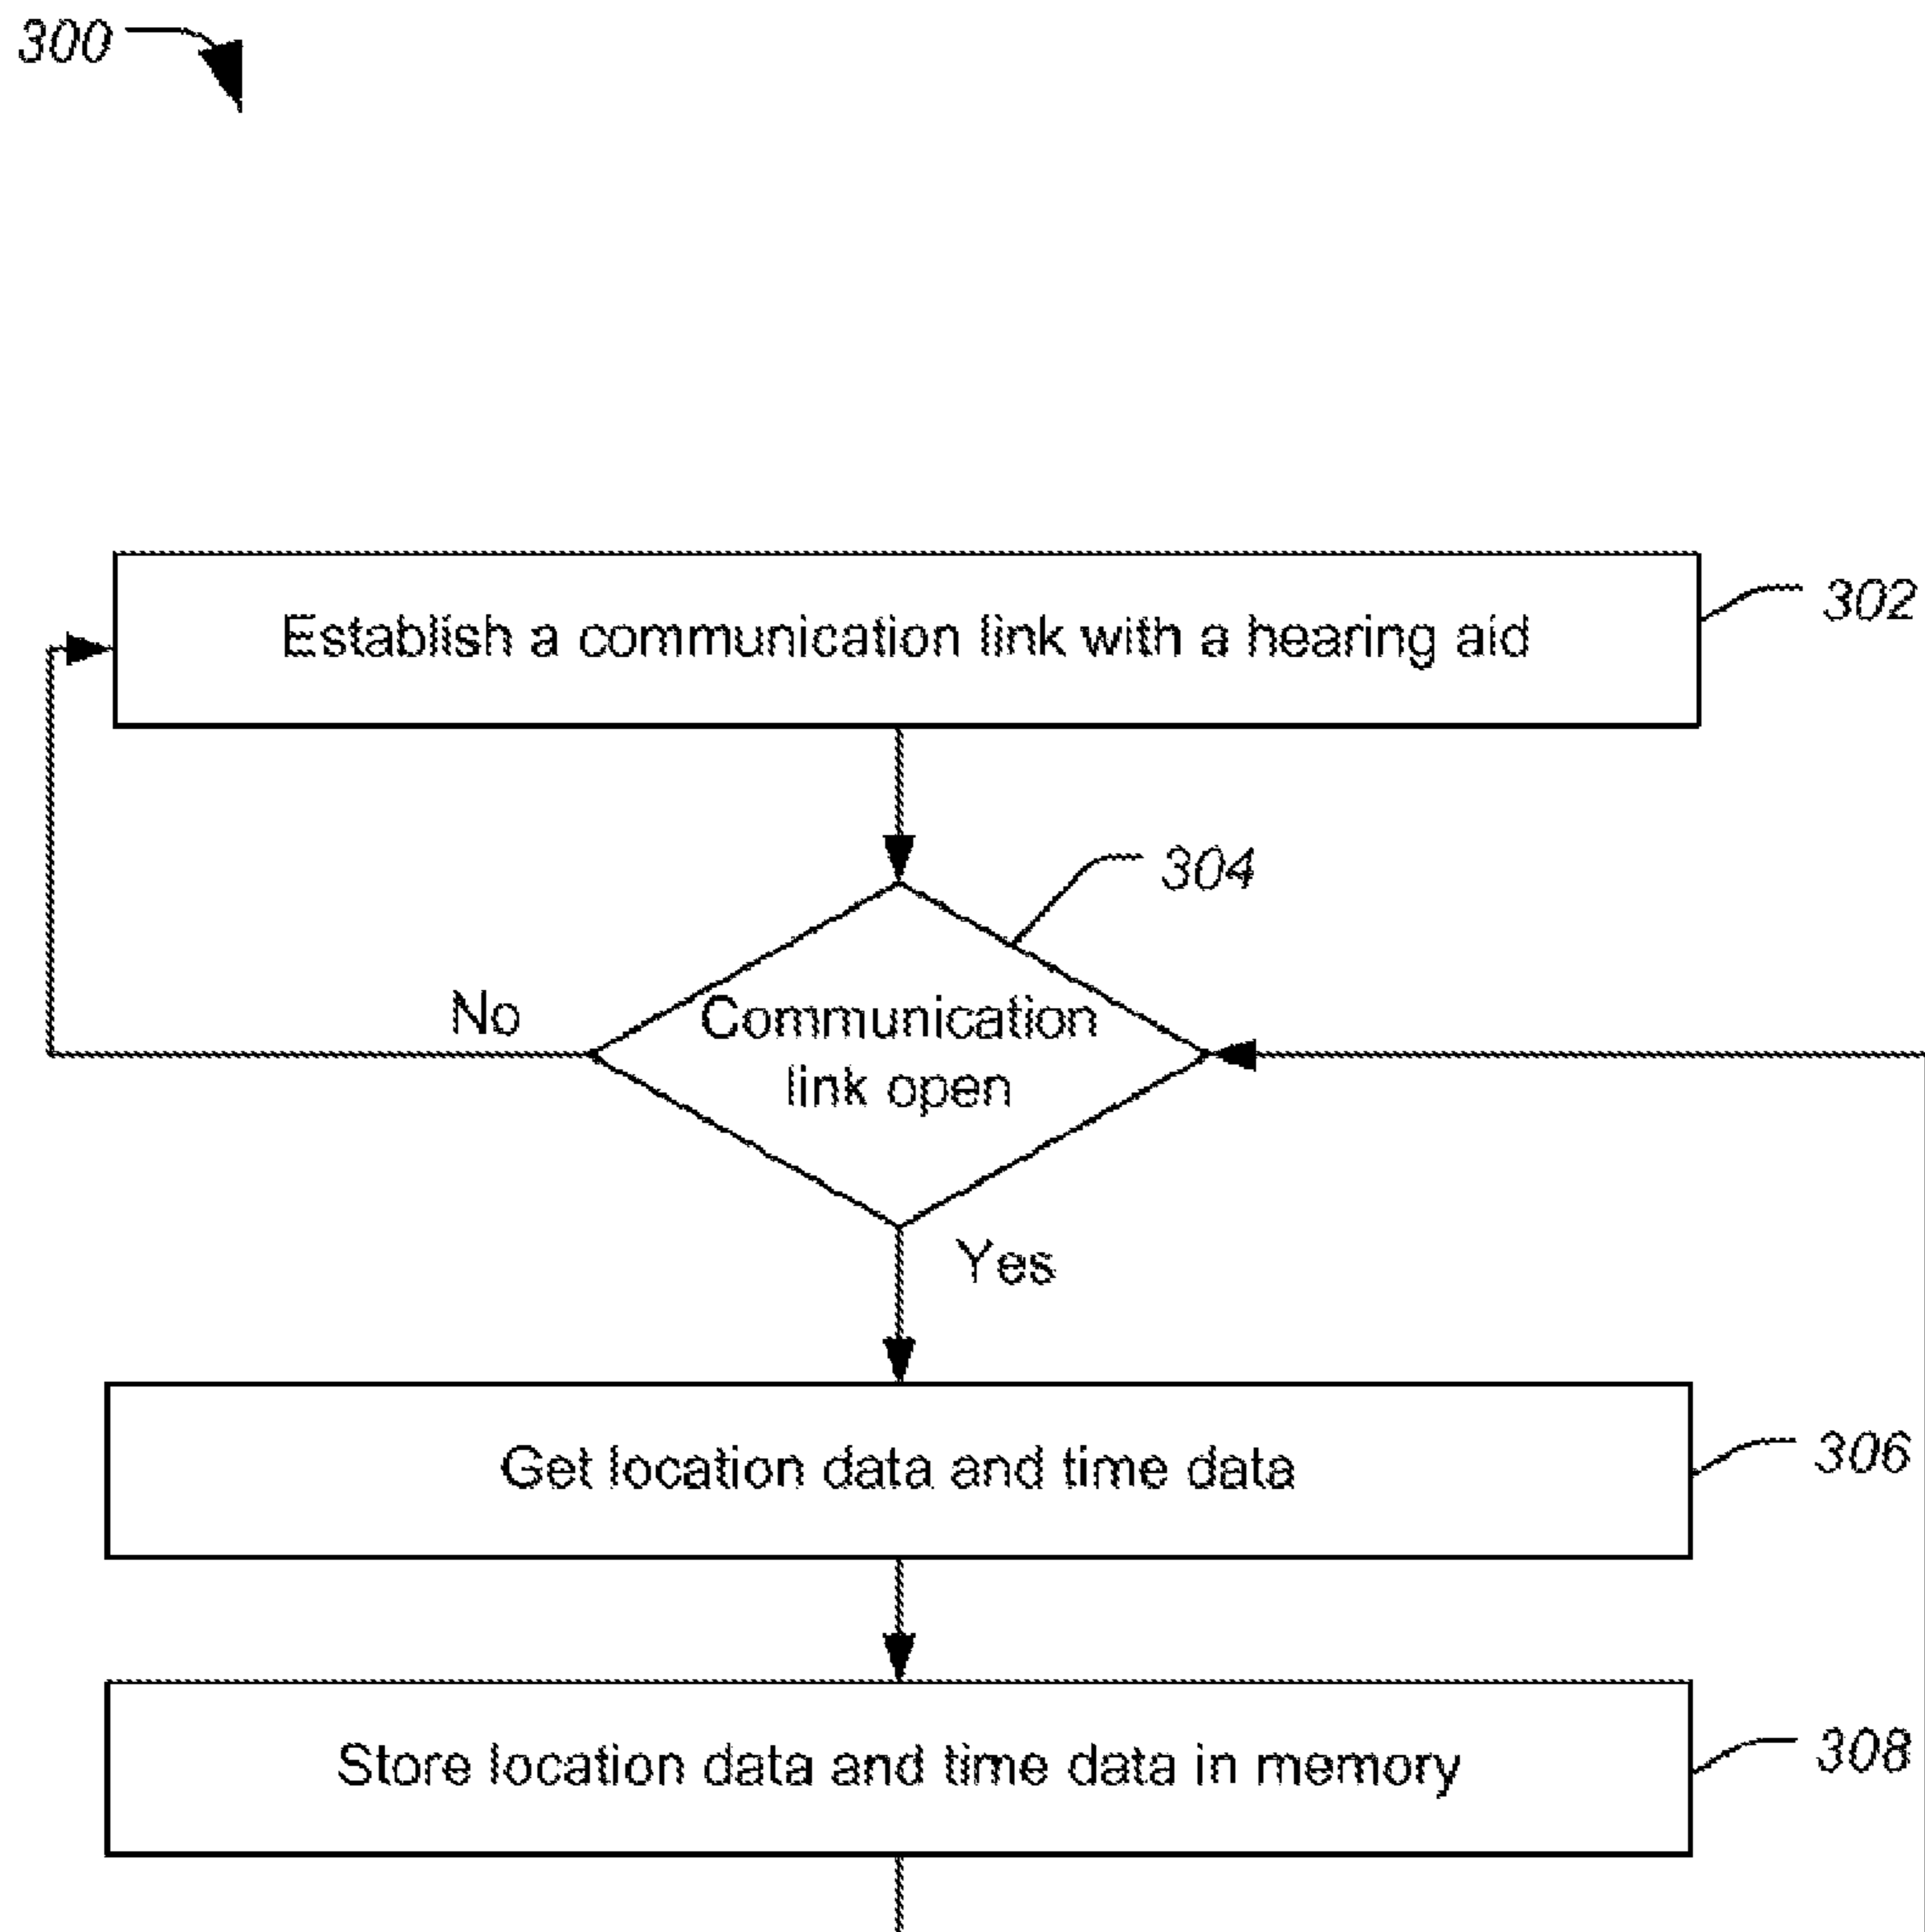 300
Establish a communication link with a hearing aid
302
304
No
Communication
link open
Yes
Get location data and time data
306
Store location data and time data in memory
308